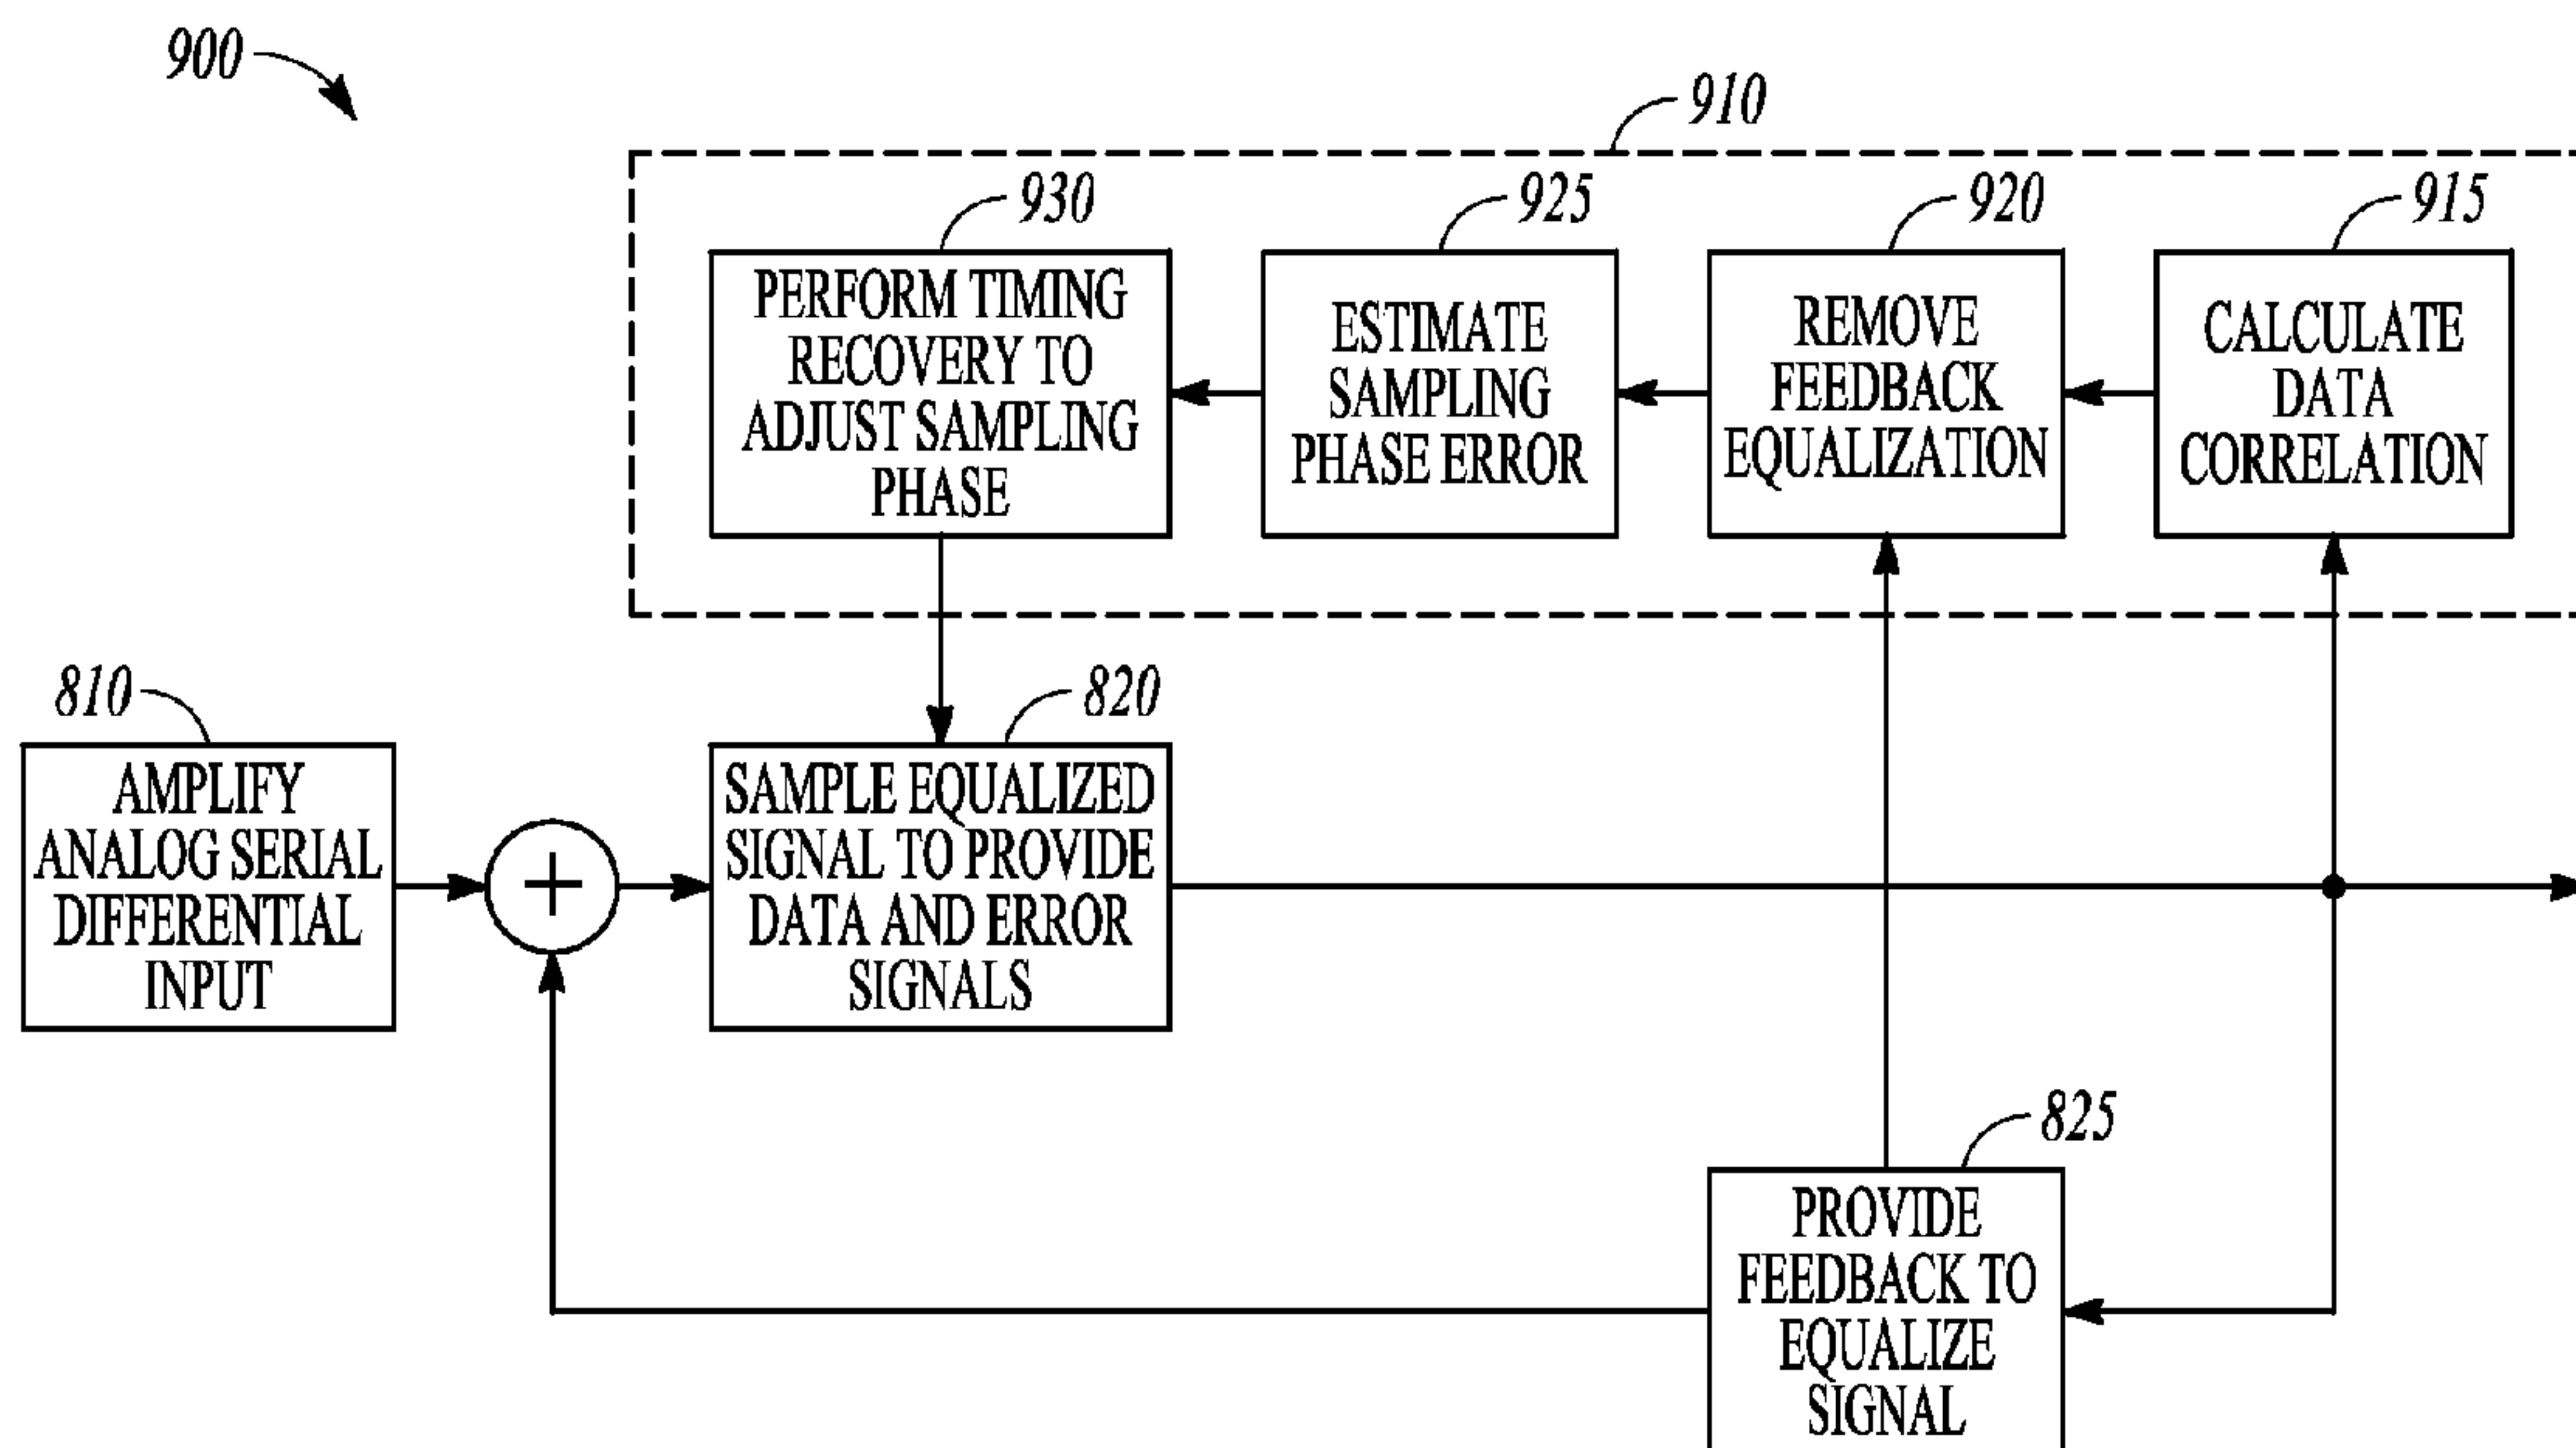 900
910
930
925
920
915
PERFORM TIMING
RECOVERY TO
ADJUST SAMPLING
PHASE
ESTIMATE
SAMPLING
PHASE ERROR
REMOVE
FEEDBACK
EQUALIZATION
CALCULATE
DATA
CORRELATION
810
820
AMPLIFY
ANALOG SERIAL
DIFFERENTIAL
INPUT
+
SAMPLE EQUALIZED
SIGNAL TO PROVIDE
DATA AND ERROR
SIGNALS
825
PROVIDE
FEEDBACK TO
EQUALIZE
SIGNAL